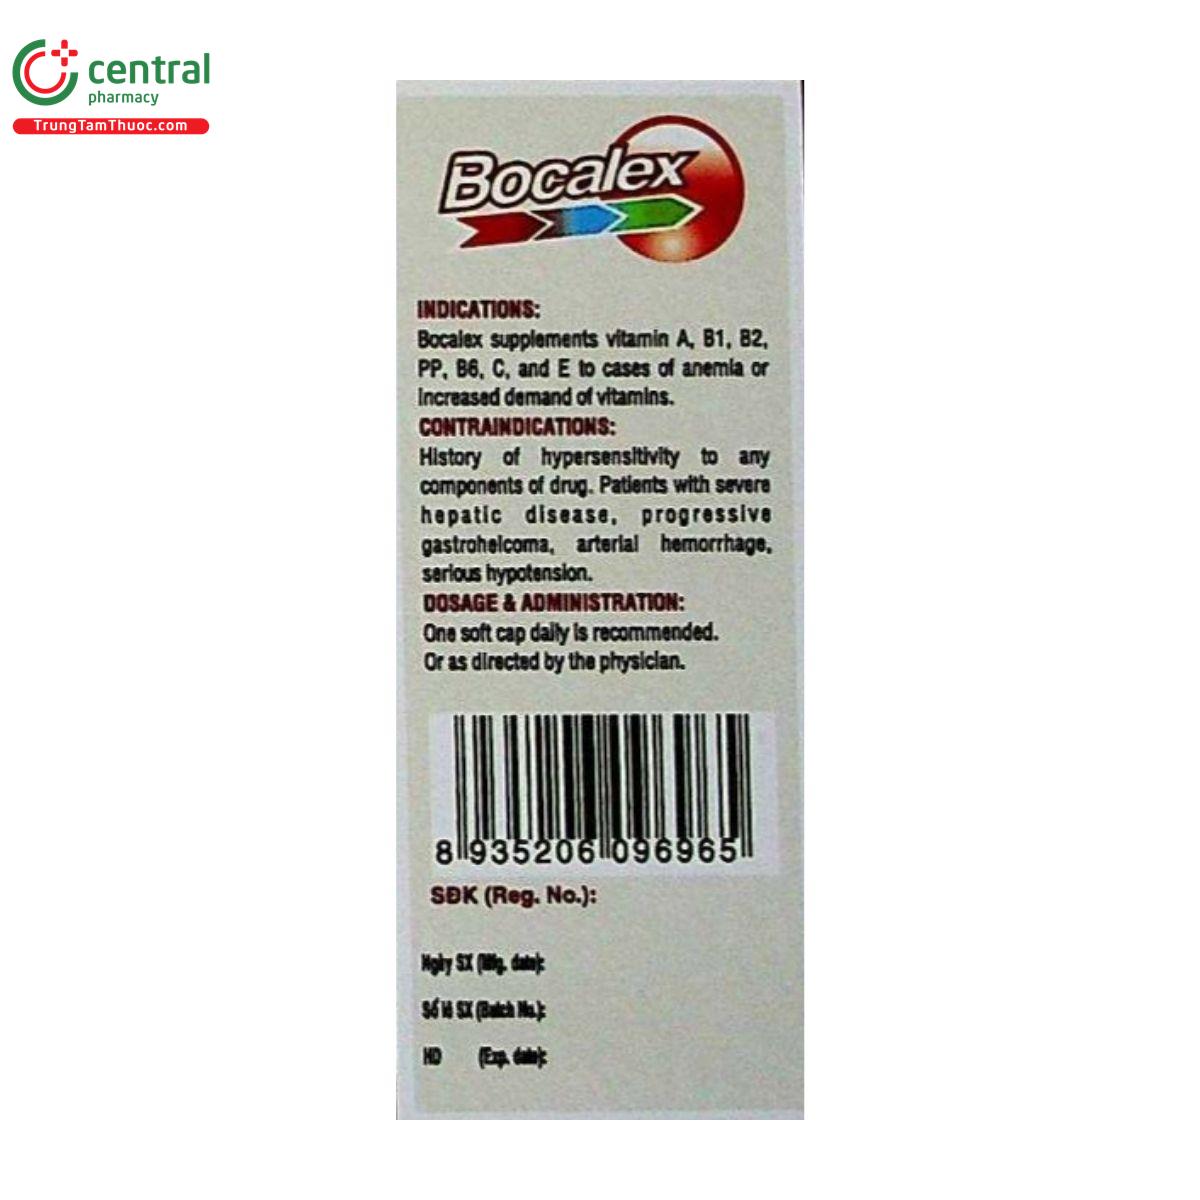 central
pharmacy
TrungTamThuoc.com
Bocalex
INDICATIONS:
Bocalex supplements vitamin A, B1, B2,
PP, B6, C, and E to cases of anemia or
increased demand of vitamins.
CONTRAINDICATIONS:
History of hypersensitivity to any
components of drug. Patients with severe
hepatic disease, progressive
gastrohelcoma, arterial hemorrhage,
serious hypotension.
DOSAGE & ADMINISTRATION:
One soft cap daily is recommended.
Or as directed by the physician.
8 935206 096965
SĐK (Reg. No.):
Ngày SX (Mfg. date):
Số lô SX (Batch No.):
HD (Exp. date):